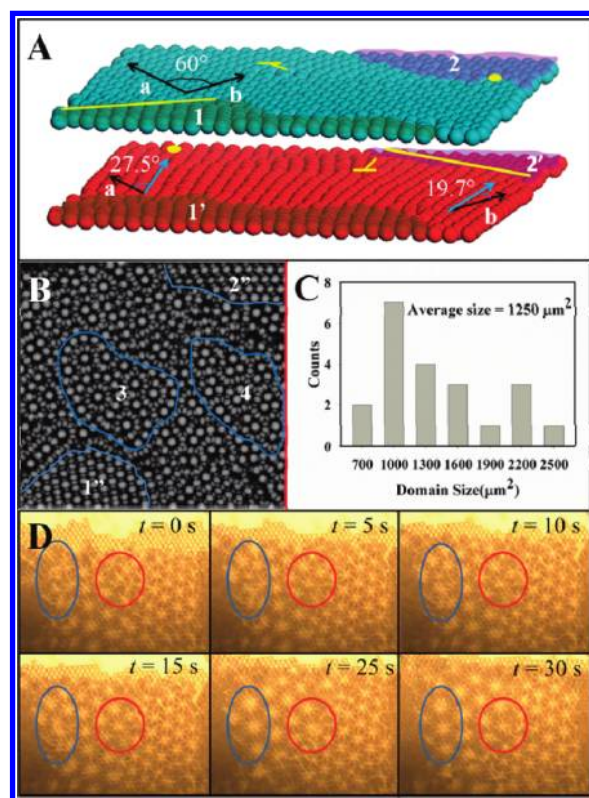 A
60°
a
b
1
2
27.5°
a
1'
19.7°
b
2'
B
2"
3
4
1"
C
Average size = 1250 μm²
Counts
8
6
4
2
0
700 1000 1300 1600 1900 2200 2500
Domain Size(μm²)
D
t = 0 s
t = 5 s
t = 10 s
t = 15 s
t = 25 s
t = 30 s